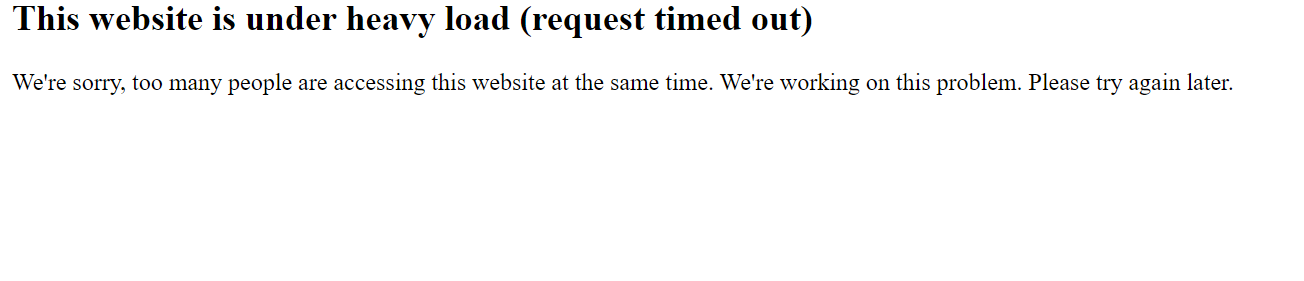 This website is under heavy load (request timed out)
We're sorry, too many people are accessing this website at the same time. We're working on this problem. Please try again later.